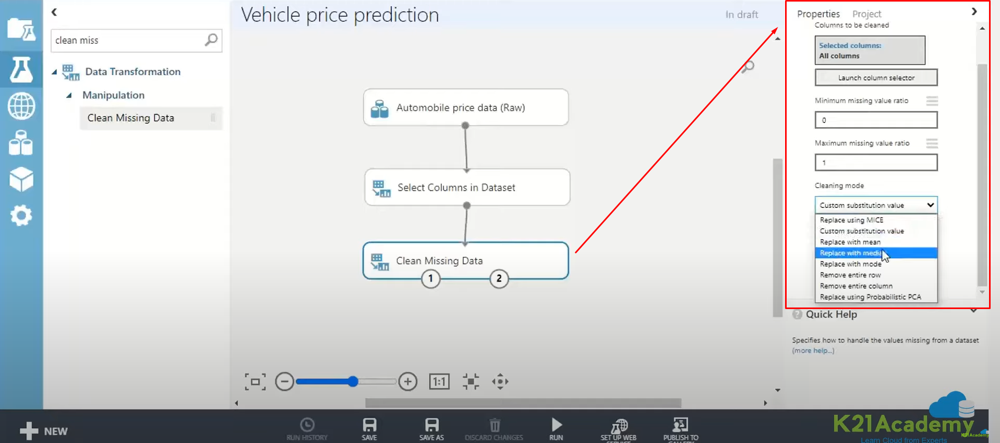 clean miss
Data Transformation
Manipulation
Clean Missing Data
Vehicle price prediction
In draft
Automobile price data (Raw)
Select Columns in Dataset
Clean Missing Data
1
2
1:1
Properties Project
Columns to be cleaned
Selected columns:
All columns
Launch column selector
Minimum missing value ratio
0
Maximum missing value ratio
1
Cleaning mode
Custom substitution value
Replace using MICE
Custom substitution value
Replace with mean
Replace with media
Replace with mode
Remove entire row
Remove entire column
Replace using Probabilistic PCA
? Quick Help
Specifies how to handle the values missing from a dataset
(more help...)
NEW
RUN HISTORY
SAVE
SAVE AS
DISCARD CHANGES
RUN
SET UP WEB
SERVICE
PUBLISH TO
GALLERY
K21Academy
K21Academy
Learn Cloud from Experts